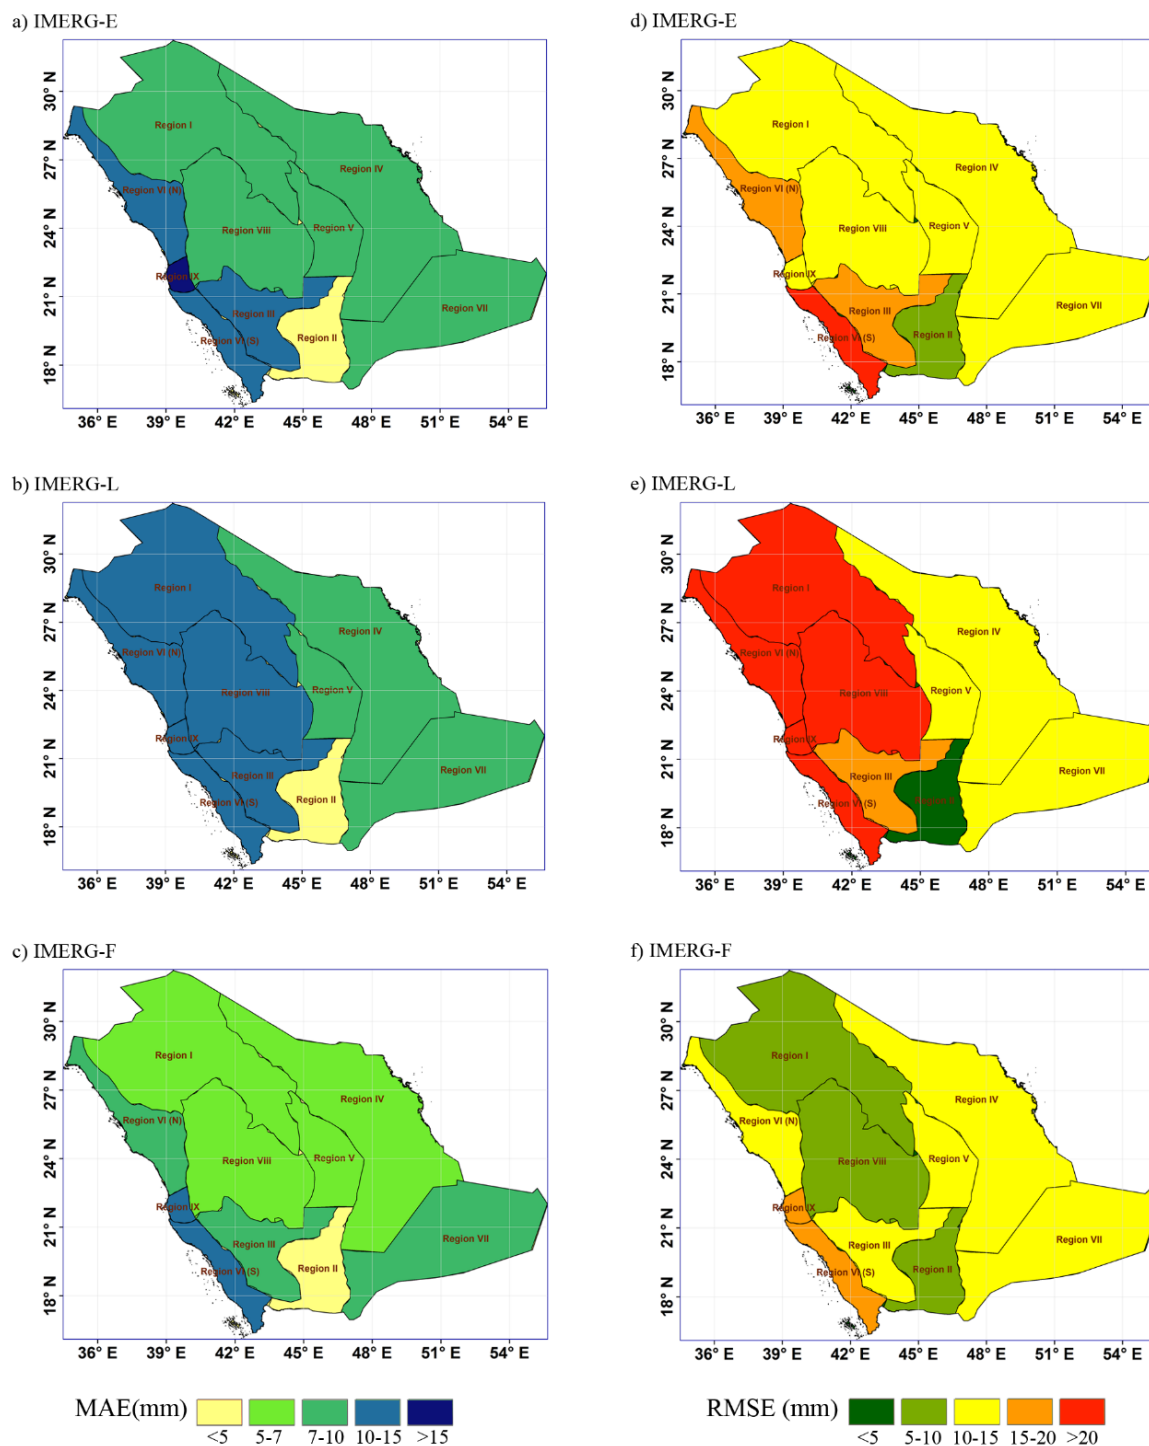 a) IMERG-E
30° N
27° N
24° N
21° N
18° N
Region I
Region IV
Region VI (N)
Region VIII
Region V
Region IX
Region VII
Region III
Region VI (S)
Region II
36° E 39° E 42° E 45° E 48° E 51° E 54° E
d) IMERG-E
30° N
27° N
24° N
21° N
18° N
Region I
Region IV
Region VI (N)
Region VIII
Region V
Region IX
Region VII
Region III
Region VI (S)
Region II
36° E 39° E 42° E 45° E 48° E 51° E 54° E
b) IMERG-L
30° N
27° N
24° N
21° N
18° N
Region I
Region IV
Region VI (N)
Region VIII
Region V
Region IX
Region VII
Region III
Region VI (S)
Region II
36° E 39° E 42° E 45° E 48° E 51° E 54° E
e) IMERG-L
30° N
27° N
24° N
21° N
18° N
Region I
Region IV
Region VI (N)
Region VIII
Region V
Region IX
Region VII
Region III
Region VI (S)
Region II
36° E 39° E 42° E 45° E 48° E 51° E 54° E
c) IMERG-F
30° N
27° N
24° N
21° N
18° N
Region I
Region IV
Region VI (N)
Region VIII
Region V
Region IX
Region VII
Region III
Region VI (S)
Region II
36° E 39° E 42° E 45° E 48° E 51° E 54° E
f) IMERG-F
30° N
27° N
24° N
21° N
18° N
Region I
Region IV
Region VI (N)
Region VIII
Region V
Region IX
Region VII
Region III
Region VI (S)
Region II
36° E 39° E 42° E 45° E 48° E 51° E 54° E
MAE(mm)
<5 5-7 7-10 10-15 >15
RMSE (mm)
<5 5-10 10-15 15-20 >20